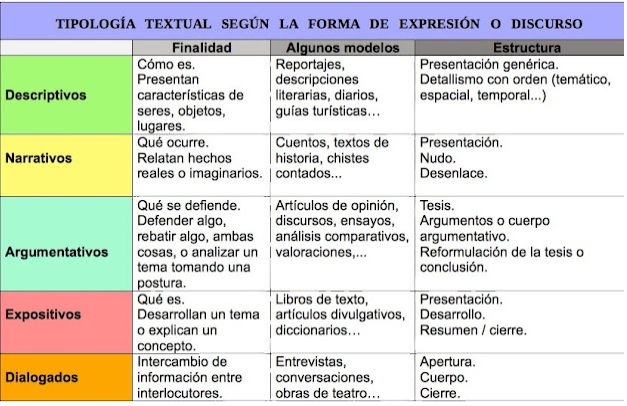 TIPOLOGÍA TEXTUAL SEGÚN LA FORMA DE EXPRESIÓN O DISCURSO
Finalidad
Algunos modelos
Estructura
Descriptivos
Cómo es.
Presentan
características de
seres, objetos,
lugares.
Reportajes,
descripciones
literarias, diarios,
guías turísticas…
Presentación genérica.
Detallismo con orden (temático,
espacial, temporal...)
Narrativos
Qué ocurre.
Relatan hechos
reales o imaginarios.
Cuentos, textos de
historia, chistes
contados...
Presentación.
Nudo.
Desenlace.
Argumentativos
Qué se defiende.
Defender algo,
rebatir algo, ambas
cosas, o analizar un
tema tomando una
postura.
Artículos de opinión,
discursos, ensayos,
análisis comparativos,
valoraciones,...
Tesis.
Argumentos o cuerpo
argumentativo.
Reformulación de la tesis o
conclusión.
Expositivos
Qué es.
Desarrollan un tema
o explican un
concepto.
Libros de texto,
artículos divulgativos,
diccionarios…
Presentación.
Desarrollo.
Resumen / cierre.
Dialogados
Intercambio de
información entre
interlocutores.
Entrevistas,
conversaciones,
obras de teatro…
Apertura.
Cuerpo.
Cierre.